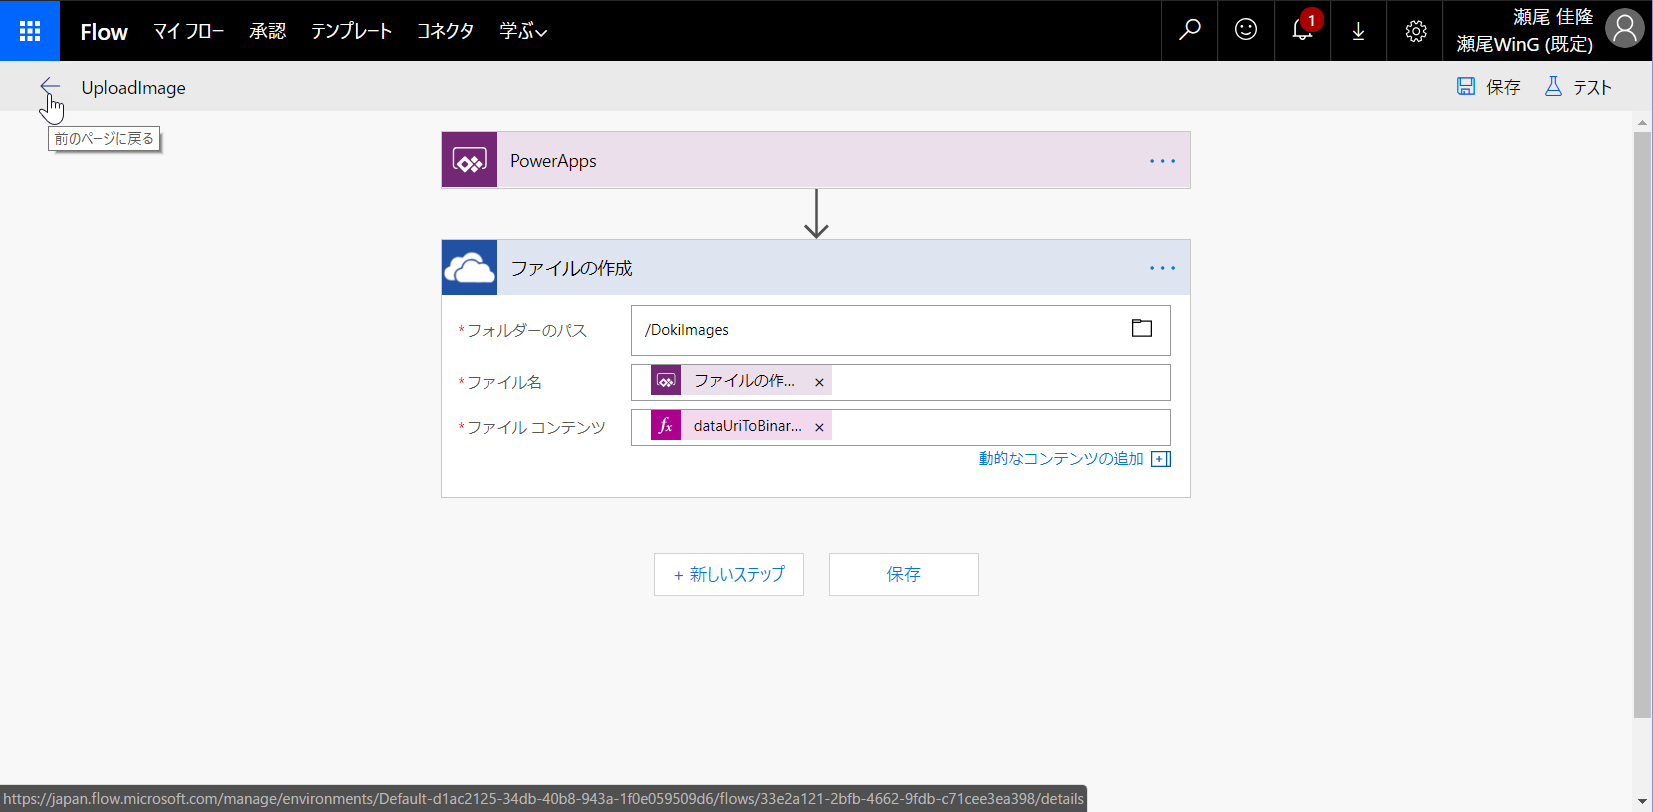 Flow マイ フロー 承認 テンプレート コネクタ 学ぶ
1
瀬尾 佳隆
瀬尾WinG (既定)
UploadImage
保存 テスト
前のページに戻る
PowerApps
ファイルの作成
*フォルダーのパス /DokiImages
*ファイル名 ファイルの作... ×
*ファイル コンテンツ fx dataUriToBinar... ×
動的なコンテンツの追加
+ 新しいステップ 保存
https://japan.flow.microsoft.com/manage/environments/Default-d1ac2125-34db-40b8-943a-1f0e059509d6/flows/33e2a121-2bfb-4662-9fdb-c71cee3ea398/details